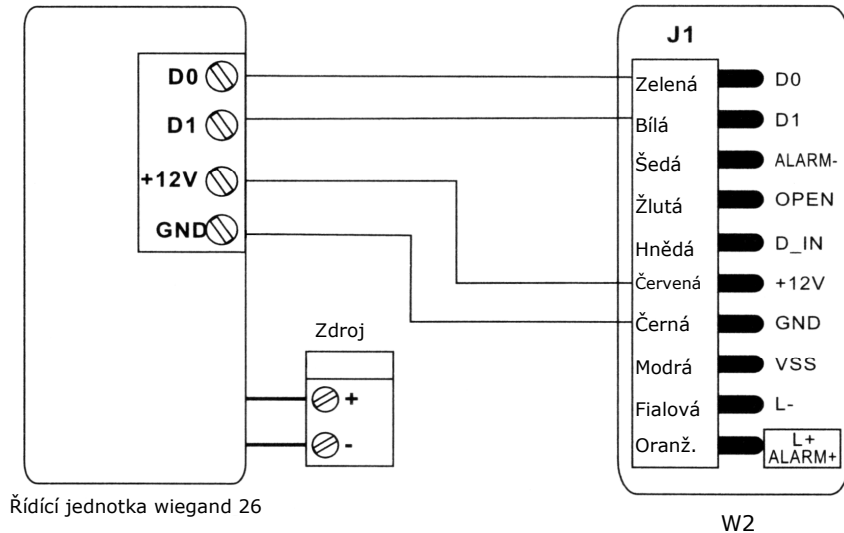 D0
D1
+12V
GND
Zdroj
+
-
Řídící jednotka wiegand 26
J1
Zelená D0
Bílá D1
Šedá ALARM-
Žlutá OPEN
Hnědá D_IN
Červená +12V
Černá GND
Modrá VSS
Fialová L-
Oranž. L+
ALARM+
W2